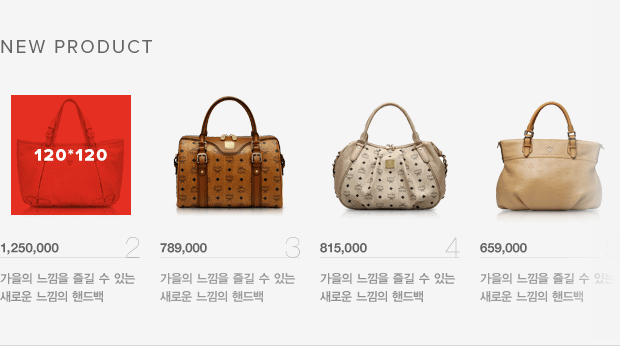 NEW PRODUCT
120*120
1,250,000 2
가을의 느낌을 즐길 수 있는
새로운 느낌의 핸드백
789,000 3
가을의 느낌을 즐길 수 있는
새로운 느낌의 핸드백
815,000 4
가을의 느낌을 즐길 수 있는
새로운 느낌의 핸드백
659,000
가을의 느낌을 즐길 수 있는
새로운 느낌의 핸드백